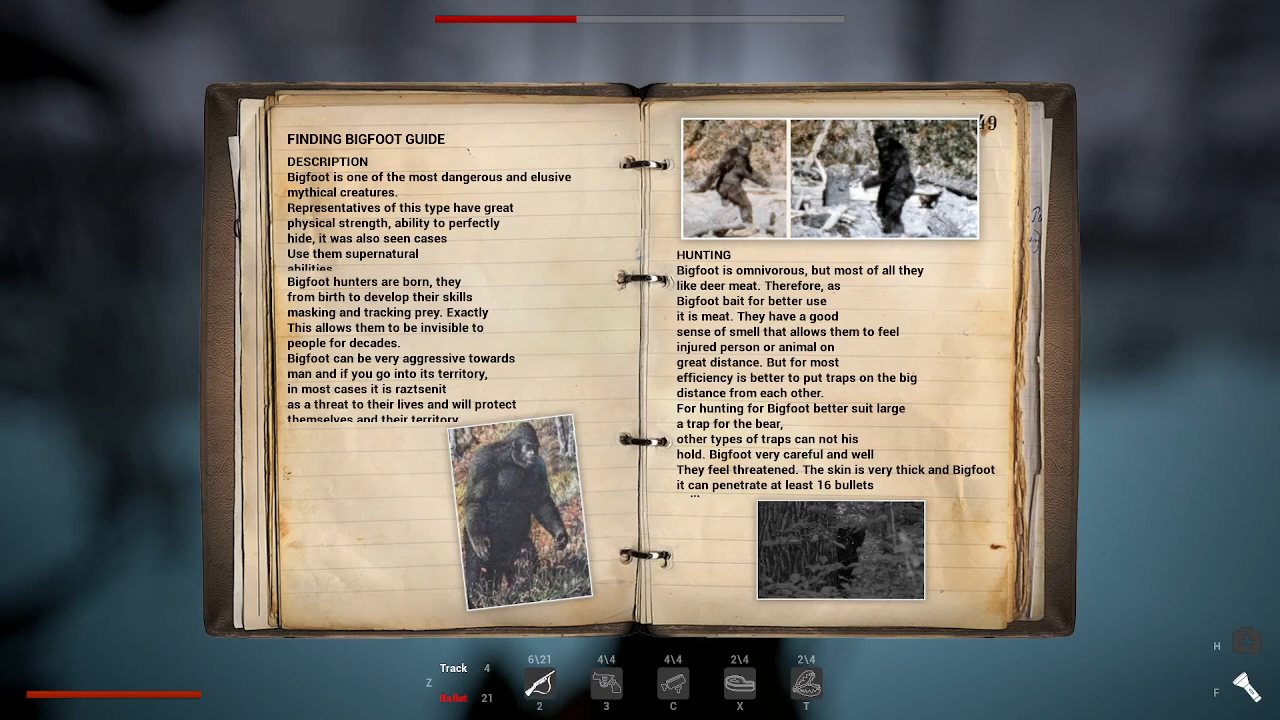 FINDING BIGFOOT GUIDE
DESCRIPTION
Bigfoot is one of the most dangerous and elusive
mythical creatures.
Representatives of this type have great
physical strength, ability to perfectly
hide, it was also seen cases
Use them supernatural
abilities
Bigfoot hunters are born, they
from birth to develop their skills
masking and tracking prey. Exactly
This allows them to be invisible to
people for decades.
Bigfoot can be very aggressive towards
man and if you go into its territory,
in most cases it is raztsenit
as a threat to their lives and will protect
themselves and their territory
49
HUNTING
Bigfoot is omnivorous, but most of all they
like deer meat. Therefore, as
Bigfoot bait for better use
it is meat. They have a good
sense of smell that allows them to feel
injured person or animal on
great distance. But for most
efficiency is better to put traps on the big
distance from each other.
For hunting for Bigfoot better suit large
a trap for the bear,
other types of traps can not his
hold. Bigfoot very careful and well
They feel threatened. The skin is very thick and Bigfoot
it can penetrate at least 16 bullets
Z
Track 4
Bullet 21
6\21
2
4\4
3
4\4
C
2\4
X
2\4
T
H
F